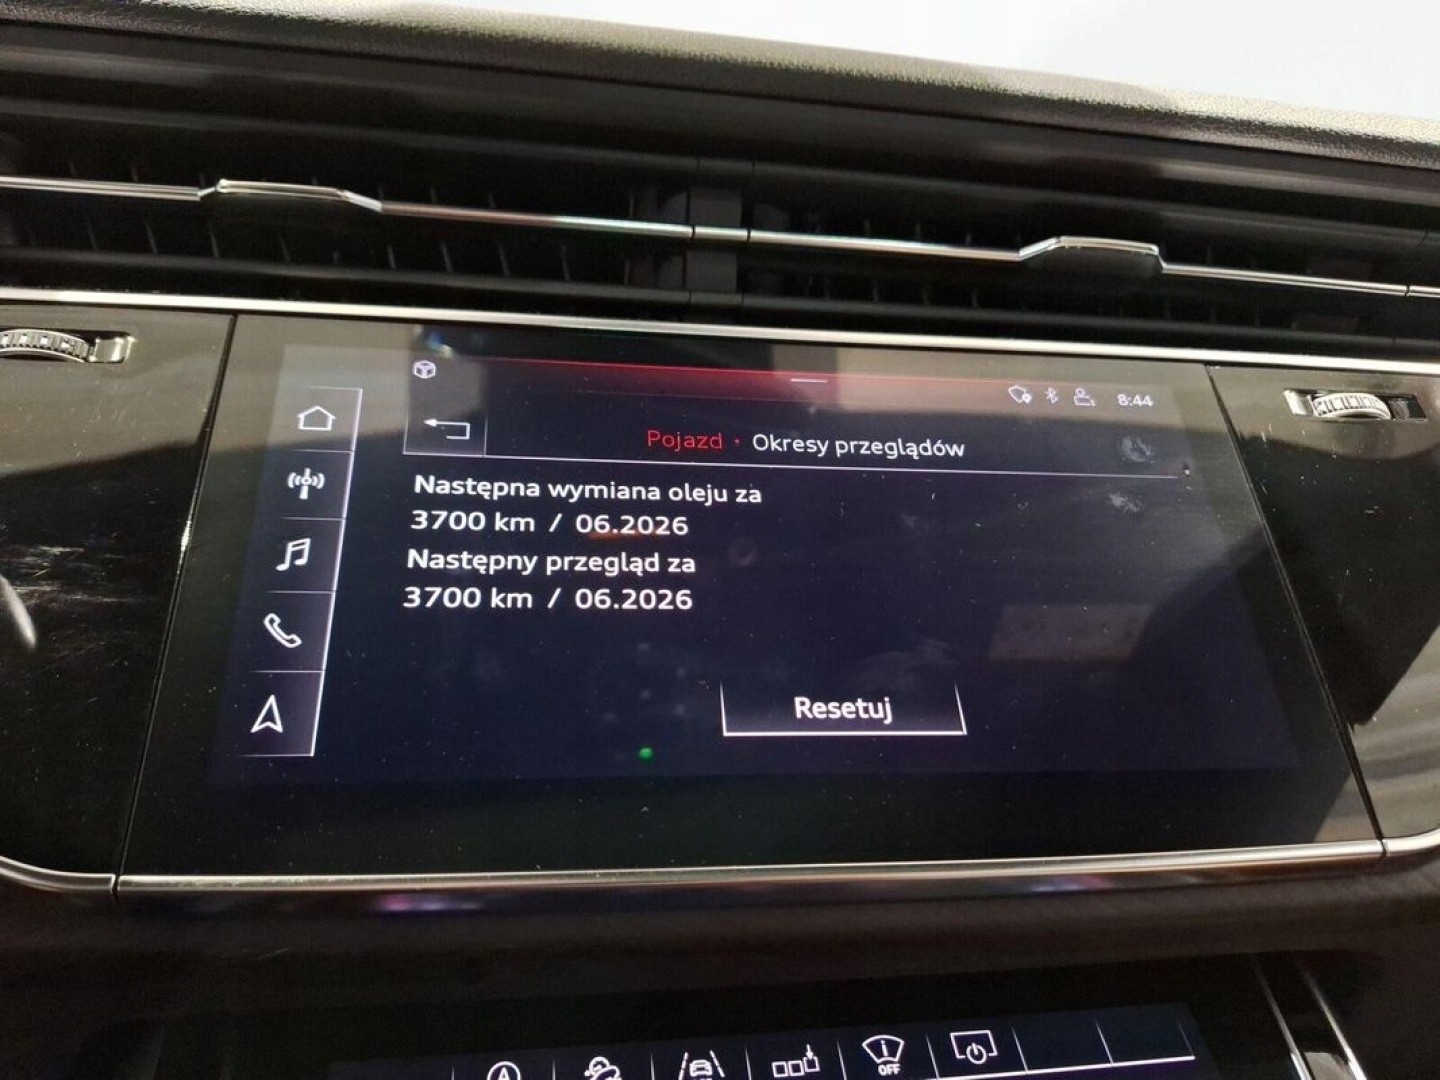 8:44
Pojazd · Okresy przeglądów
Następna wymiana oleju za
3700 km / 06.2026
Następny przegląd za
3700 km / 06.2026
Resetuj
A
OFF